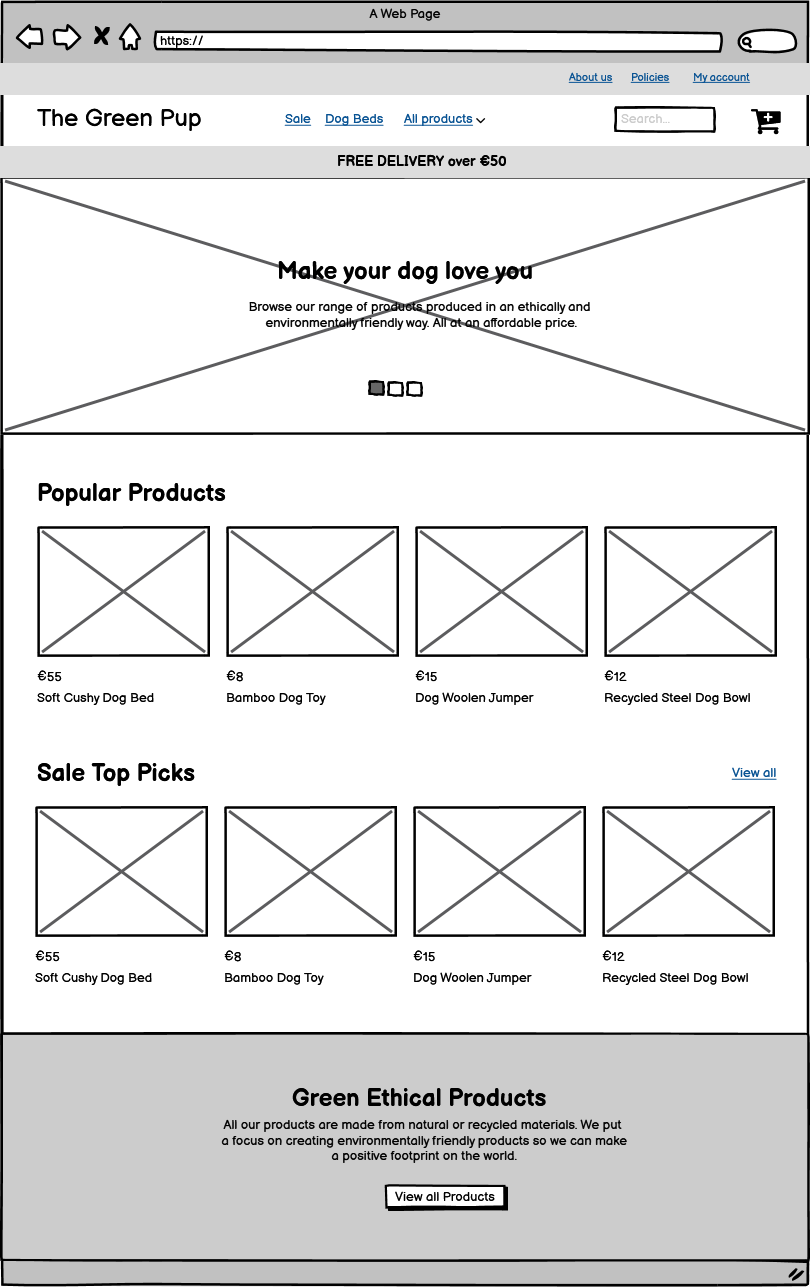 A Web Page
https://
About us Policies My account
The Green Pup Sale Dog Beds All products Search...
FREE DELIVERY over €50
Make your dog love you
Browse our range of products produced in an ethically and
environmentally friendly way. All at an affordable price.
Popular Products
€55 €8 €15 €12
Soft Cushy Dog Bed Bamboo Dog Toy Dog Woolen Jumper Recycled Steel Dog Bowl
Sale Top Picks View all
€55 €8 €15 €12
Soft Cushy Dog Bed Bamboo Dog Toy Dog Woolen Jumper Recycled Steel Dog Bowl
Green Ethical Products
All our products are made from natural or recycled materials. We put
a focus on creating environmentally friendly products so we can make
a positive footprint on the world.
View all Products